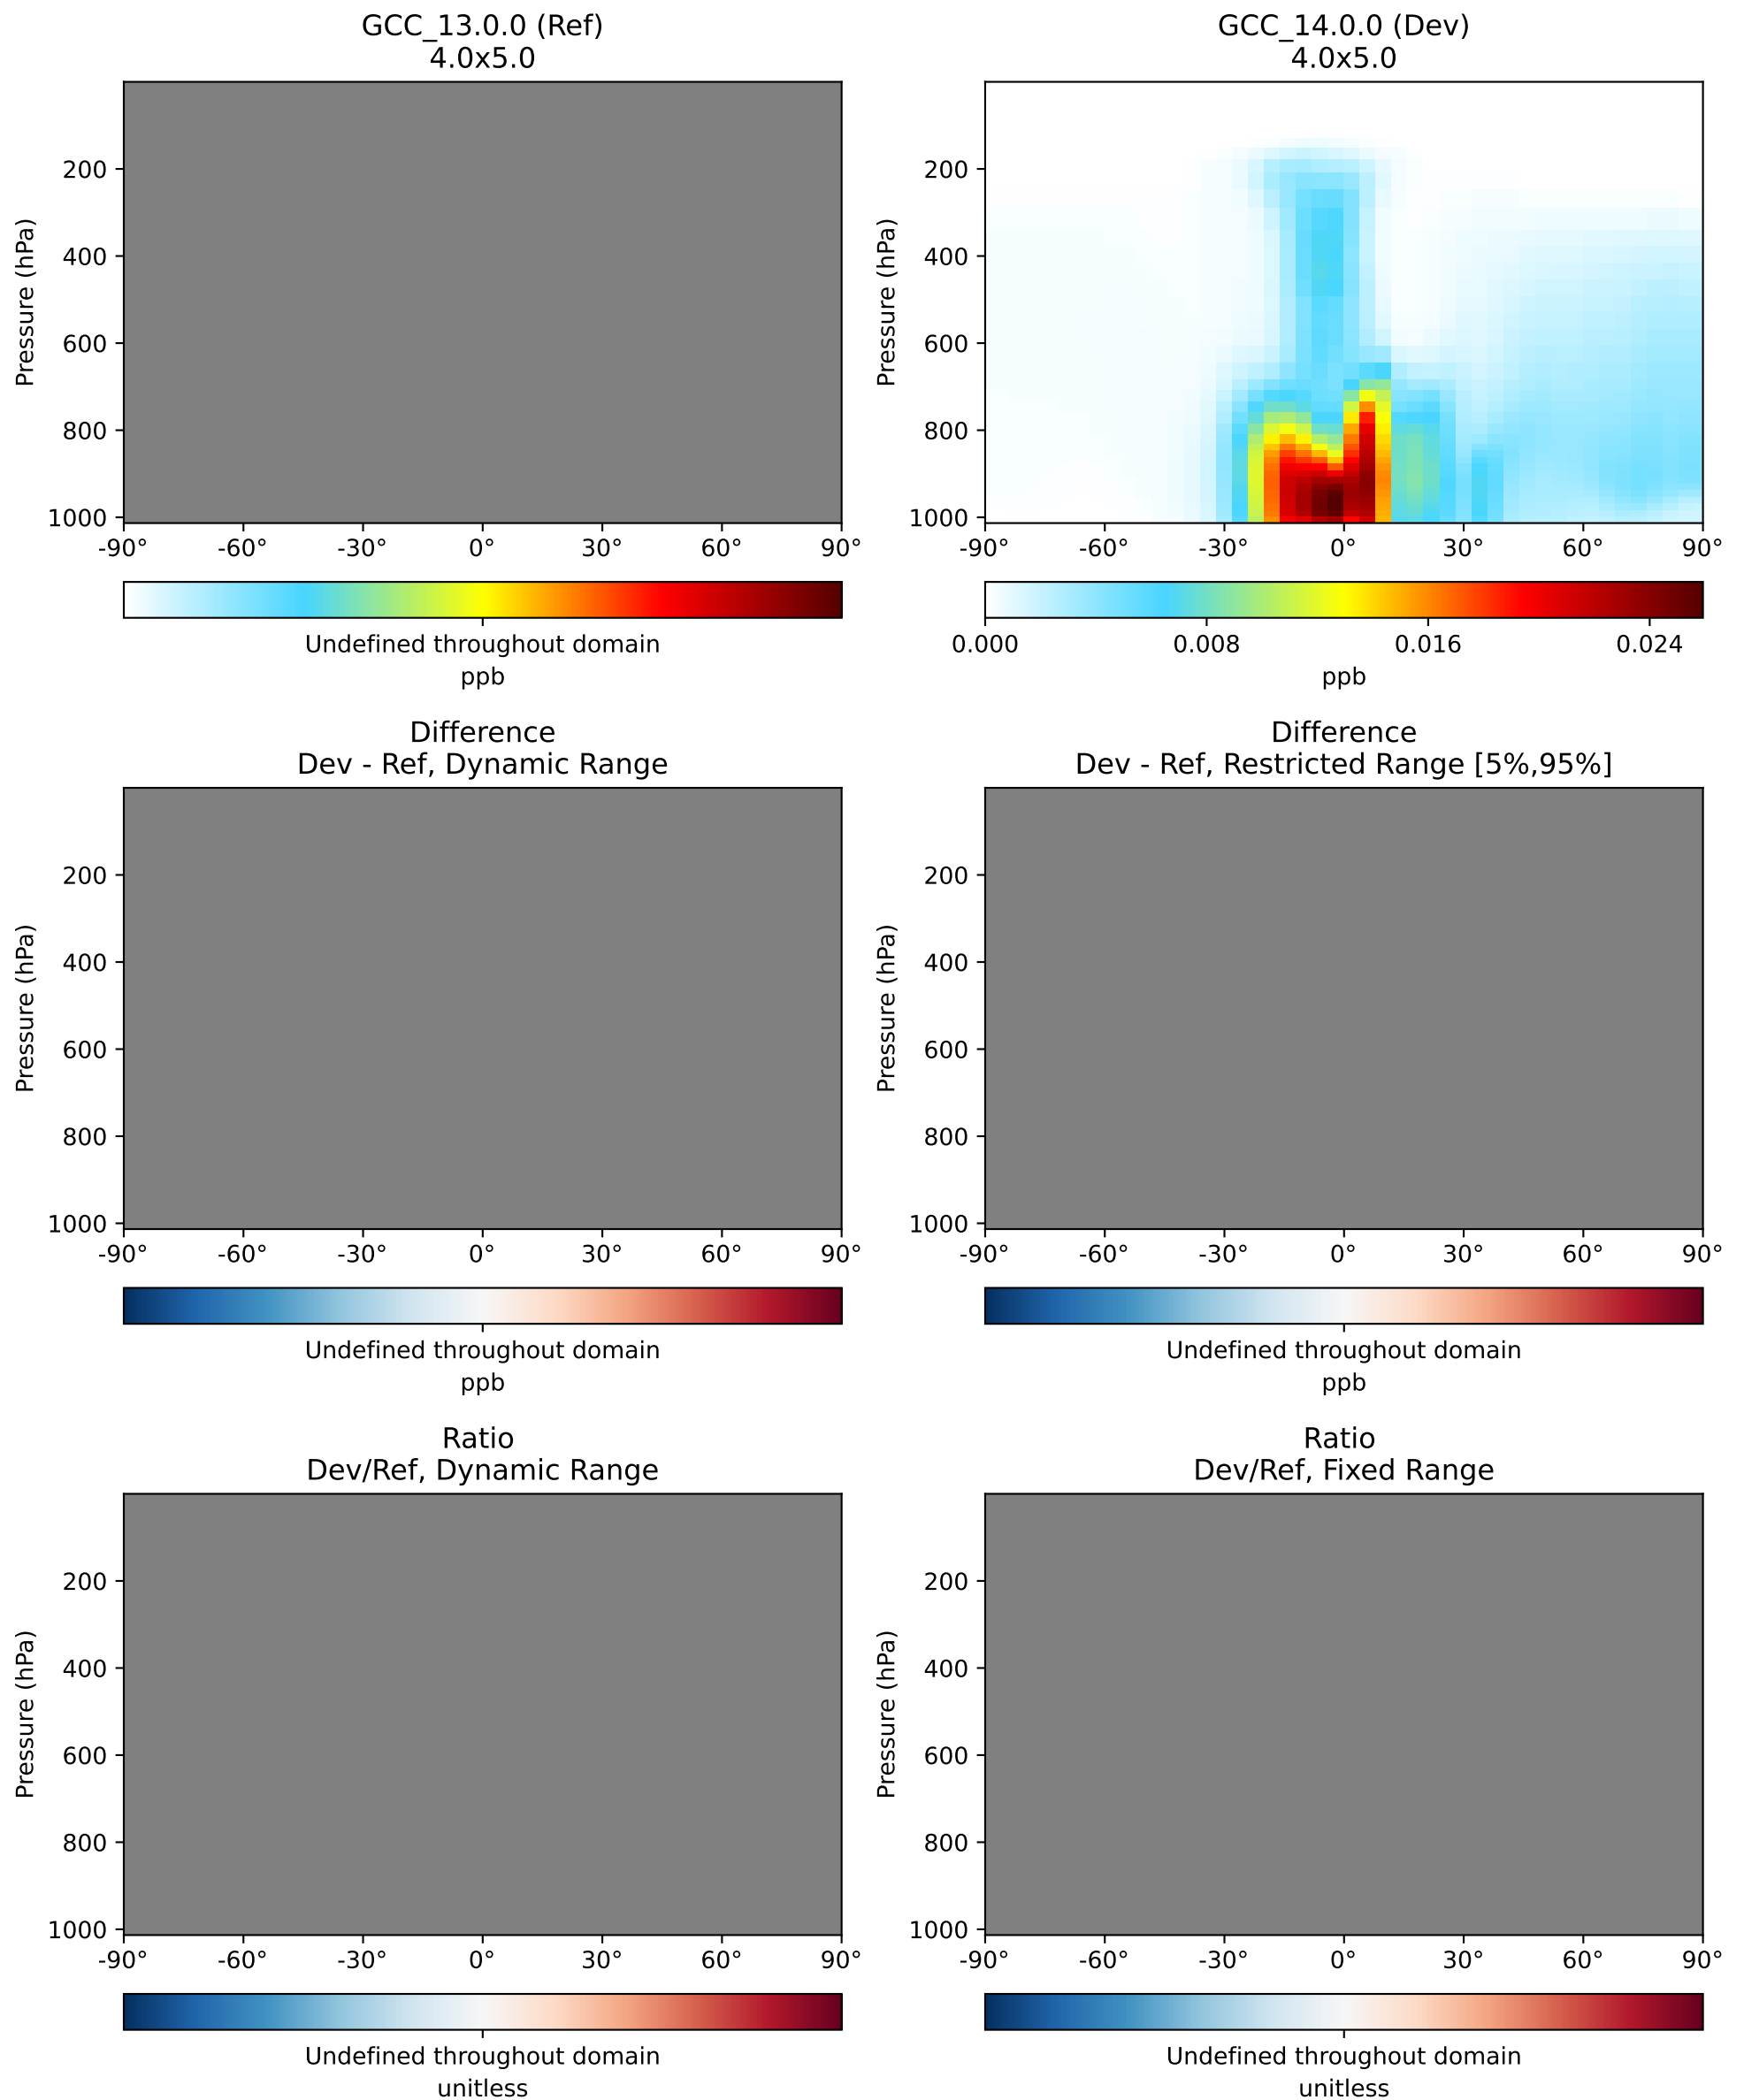 GCC_13.0.0 (Ref)
4.0x5.0
Pressure (hPa)
200
400
600
800
1000
-90° -60° -30° 0° 30° 60° 90°
Undefined throughout domain
ppb
GCC_14.0.0 (Dev)
4.0x5.0
Pressure (hPa)
200
400
600
800
1000
-90° -60° -30° 0° 30° 60° 90°
0.000 0.008 0.016 0.024
ppb
Difference
Dev - Ref, Dynamic Range
Pressure (hPa)
200
400
600
800
1000
-90° -60° -30° 0° 30° 60° 90°
Undefined throughout domain
ppb
Difference
Dev - Ref, Restricted Range [5%,95%]
Pressure (hPa)
200
400
600
800
1000
-90° -60° -30° 0° 30° 60° 90°
Undefined throughout domain
ppb
Ratio
Dev/Ref, Dynamic Range
Pressure (hPa)
200
400
600
800
1000
-90° -60° -30° 0° 30° 60° 90°
Undefined throughout domain
unitless
Ratio
Dev/Ref, Fixed Range
Pressure (hPa)
200
400
600
800
1000
-90° -60° -30° 0° 30° 60° 90°
Undefined throughout domain
unitless